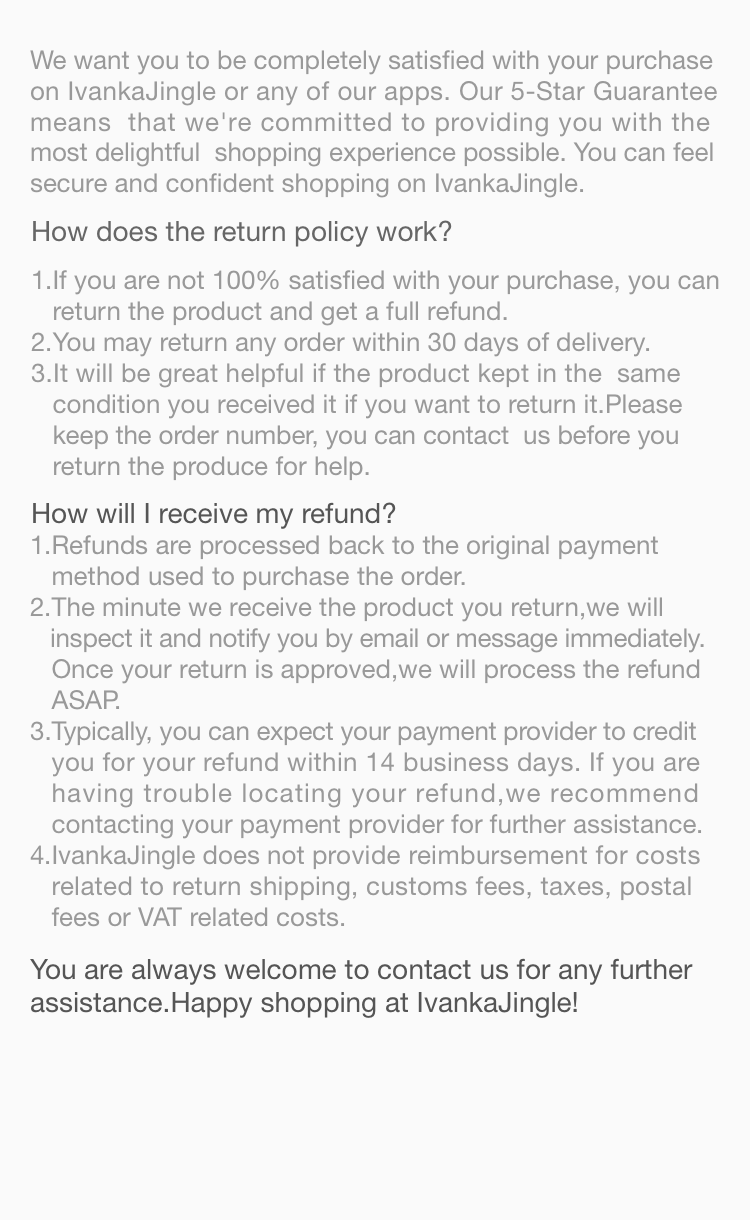 We want you to be completely satisfied with your purchase
on IvankaJingle or any of our apps. Our 5-Star Guarantee
means  that we're committed to providing you with the
most delightful  shopping experience possible. You can feel
secure and confident shopping on IvankaJingle.
How does the return policy work?
1.If you are not 100% satisfied with your purchase, you can
return the product and get a full refund.
2.You may return any order within 30 days of delivery.
3.It will be great helpful if the product kept in the  same
condition you received it if you want to return it.Please
keep the order number, you can contact  us before you
return the produce for help.
How will I receive my refund?
1.Refunds are processed back to the original payment
method used to purchase the order.
2.The minute we receive the product you return,we will
inspect it and notify you by email or message immediately.
Once your return is approved,we will process the refund
ASAP.
3.Typically, you can expect your payment provider to credit
you for your refund within 14 business days. If you are
having trouble locating your refund,we recommend
contacting your payment provider for further assistance.
4.IvankaJingle does not provide reimbursement for costs
related to return shipping, customs fees, taxes, postal
fees or VAT related costs.
You are always welcome to contact us for any further
assistance.Happy shopping at IvankaJingle!